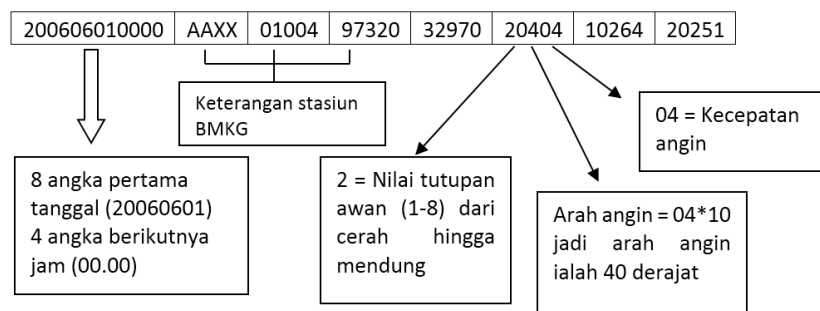 200606010000 AAXX 01004 97320 32970 20404 10264 20251
Keterangan stasiun
BMKG
04 = Kecepatan
angin
8 angka pertama
tanggal (20060601)
4 angka berikutnya
jam (00.00)
2 = Nilai tutupan
awan (1-8) dari
cerah hingga
mendung
Arah angin = 04*10
jadi arah angin
ialah 40 derajat